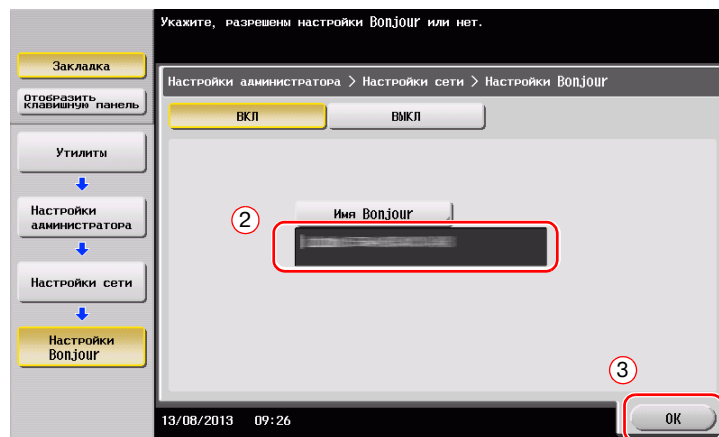 Укажите, разрешены настройки Bonjour или нет.
Закладка
Отобразить
клавишную панель
Настройки администратора > Настройки сети > Настройки Bonjour
ВКЛ
ВЫКЛ
Утилиты
Настройки
администратора
Настройки сети
Настройки
Bonjour
2
Имя Bonjour
3
13/08/2013 09:26
OK